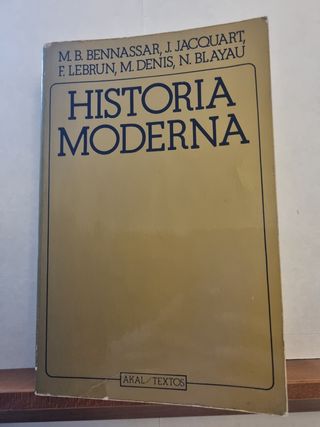 M. B. BENNASSAR, J. JACQUART,
F. LEBRUN, M. DENIS, N. BLAYAU
HISTORIA
MODERNA
AKAL/TEXTOS